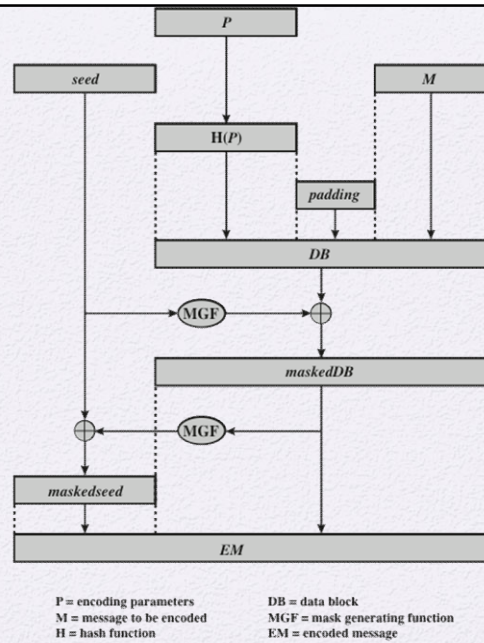 P
seed
M
H(P)
padding
DB
MGF
maskedDB
MGF
maskedseed
EM
P = encoding parameters
M = message to be encoded
H = hash function
DB = data block
MGF = mask generating function
EM = encoded message